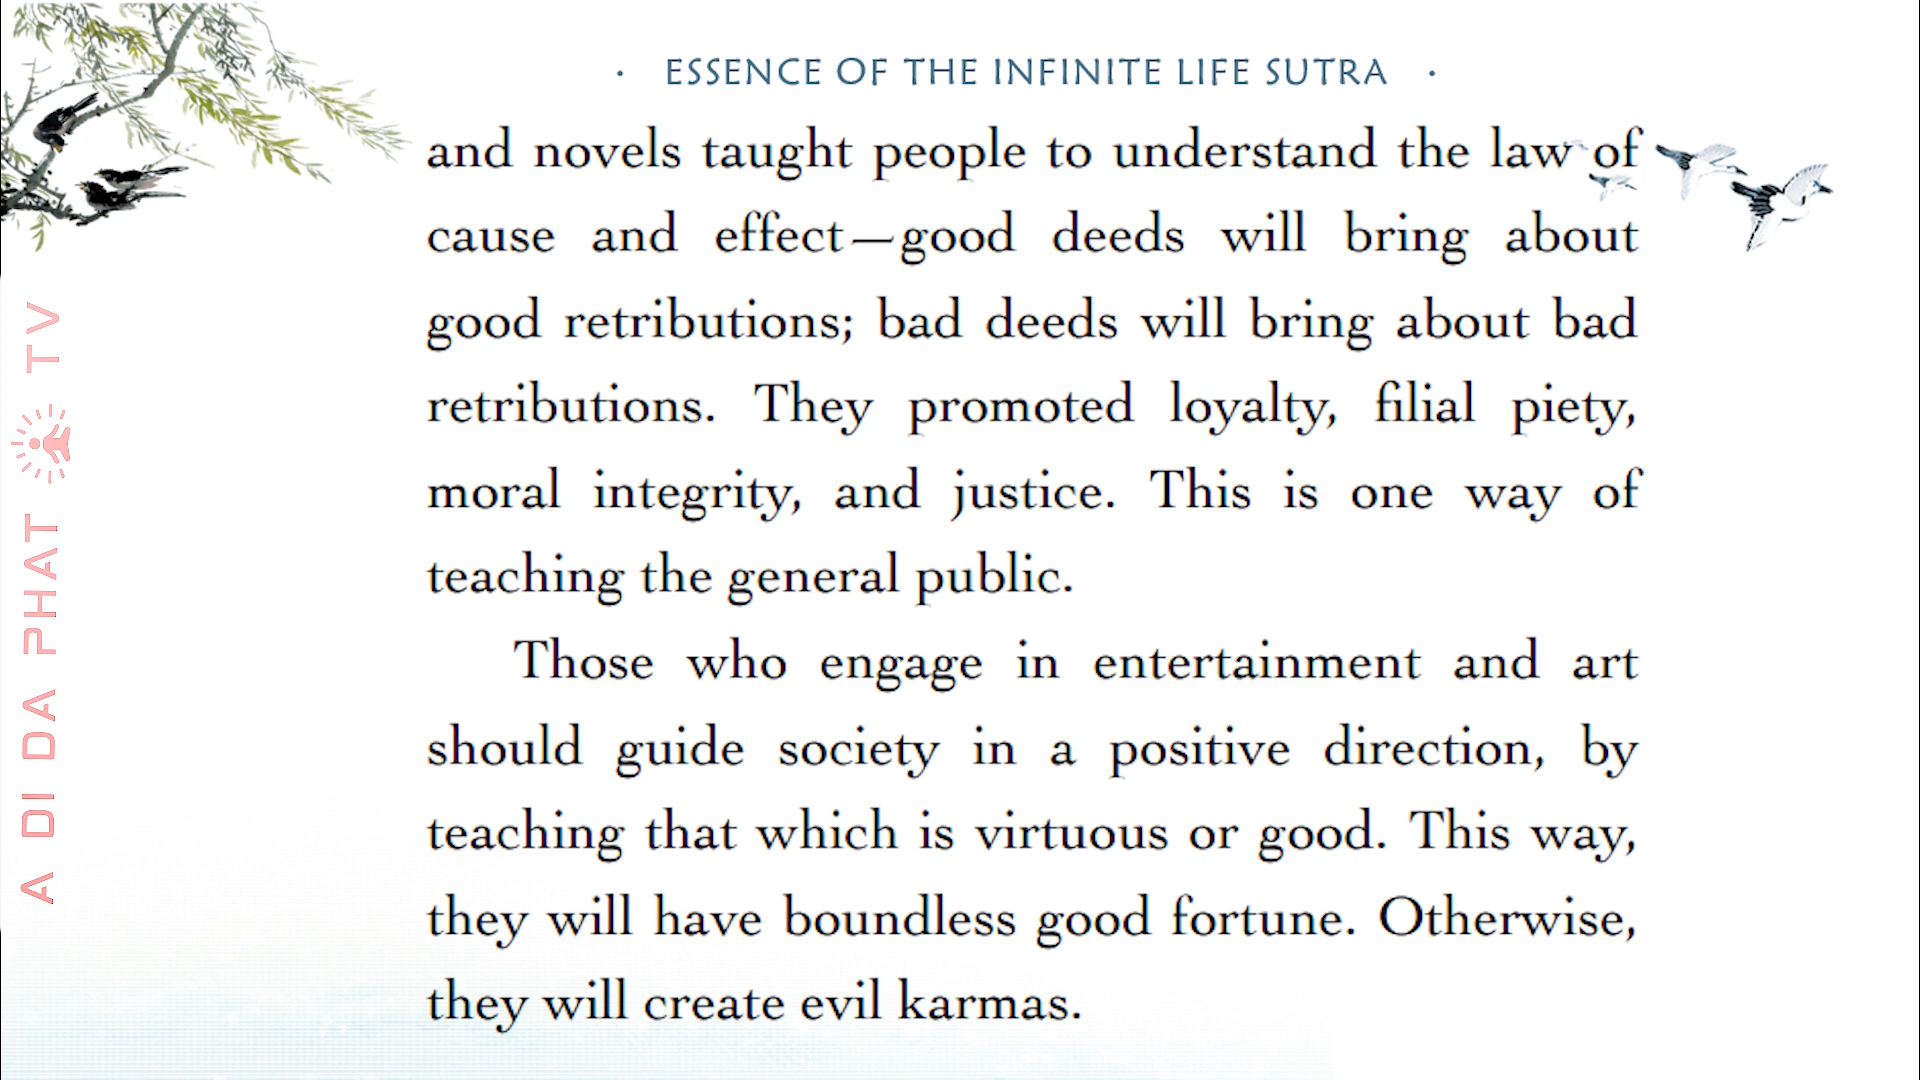 · ESSENCE OF THE INFINITE LIFE SUTRA ·
and novels taught people to understand the law of
cause and effect—good deeds will bring about
good retributions; bad deeds will bring about bad
retributions. They promoted loyalty, filial piety,
moral integrity, and justice. This is one way of
teaching the general public.
Those who engage in entertainment and art
should guide society in a positive direction, by
teaching that which is virtuous or good. This way,
they will have boundless good fortune. Otherwise,
they will create evil karmas.
A DI DA PHAT TV